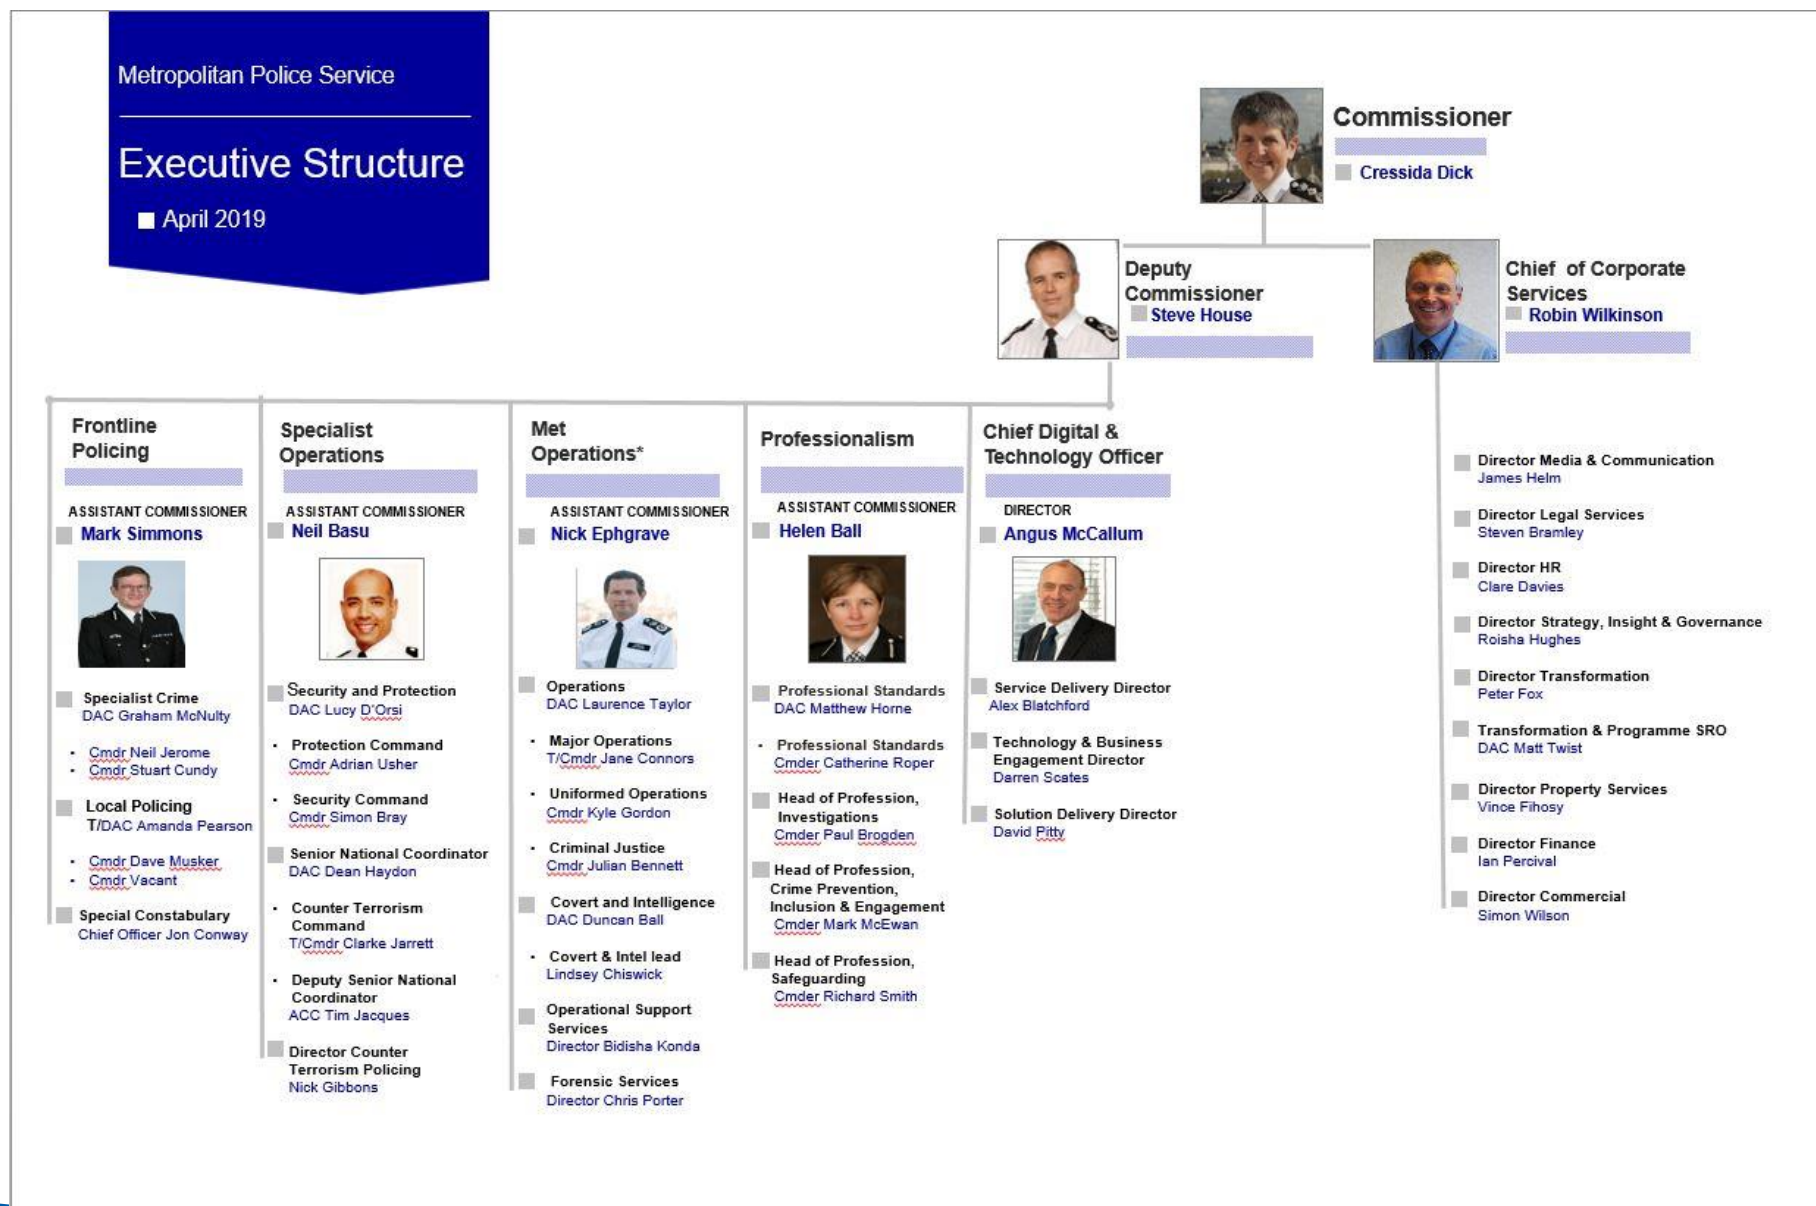 Metropolitan Police Service
Executive Structure
April 2019
Commissioner
Cressida Dick
Deputy
Commissioner
Steve House
Chief of Corporate
Services
Robin Wilkinson
Frontline
Policing
ASSISTANT COMMISSIONER
Mark Simmons
Specialist Crime
DAC Graham McNulty
• Cmdr Neil Jerome
• Cmdr Stuart Cundy
Local Policing
T/DAC Amanda Pearson
• Cmdr Dave Musker
• Cmdr Vacant
Special Constabulary
Chief Officer Jon Conway
Specialist
Operations
ASSISTANT COMMISSIONER
Neil Basu
Security and Protection
DAC Lucy D'Orsi
• Protection Command
Cmdr Adrian Usher
• Security Command
Cmdr Simon Bray
Senior National Coordinator
DAC Dean Haydon
• Counter Terrorism
Command
T/Cmdr Clarke Jarrett
• Deputy Senior National
Coordinator
ACC Tim Jacques
Director Counter
Terrorism Policing
Nick Gibbons
Met
Operations*
ASSISTANT COMMISSIONER
Nick Ephgrave
Operations
DAC Laurence Taylor
• Major Operations
T/Cmdr Jane Connors
• Uniformed Operations
Cmdr Kyle Gordon
• Criminal Justice
Cmdr Julian Bennett
Covert and Intelligence
DAC Duncan Ball
• Covert & Intel lead
Lindsey Chiswick
Operational Support
Services
Director Bidisha Konda
Forensic Services
Director Chris Porter
Professionalism
ASSISTANT COMMISSIONER
Helen Ball
Professional Standards
DAC Matthew Horne
• Professional Standards
Cmder Catherine Roper
Head of Profession,
Investigations
Cmder Paul Brogden
Head of Profession,
Crime Prevention,
Inclusion & Engagement
Cmder Mark McEwan
Head of Profession,
Safeguarding
Cmder Richard Smith
Chief Digital &
Technology Officer
DIRECTOR
Angus McCallum
Service Delivery Director
Alex Blatchford
Technology & Business
Engagement Director
Darren Scates
Solution Delivery Director
David Pitty
Director Media & Communication
James Helm
Director Legal Services
Steven Bramley
Director HR
Clare Davies
Director Strategy, Insight & Governance
Roisha Hughes
Director Transformation
Peter Fox
Transformation & Programme SRO
DAC Matt Twist
Director Property Services
Vince Fihosy
Director Finance
Ian Percival
Director Commercial
Simon Wilson